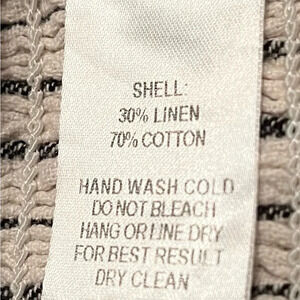 SHELL:
30% LINEN
70% COTTON
HAND WASH COLD
DO NOT BLEACH
HANG OR LINE DRY
FOR BEST RESULT
DRY CLEAN